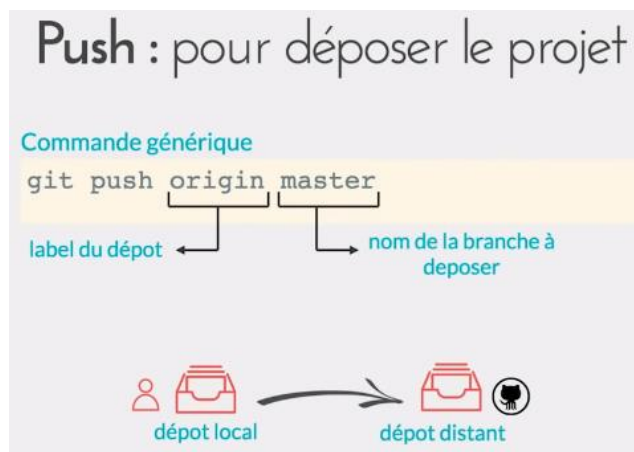 Push : pour déposer le projet
Commande générique
git push origin master
label du dépot
nom de la branche à
deposer
dépot local
dépot distant